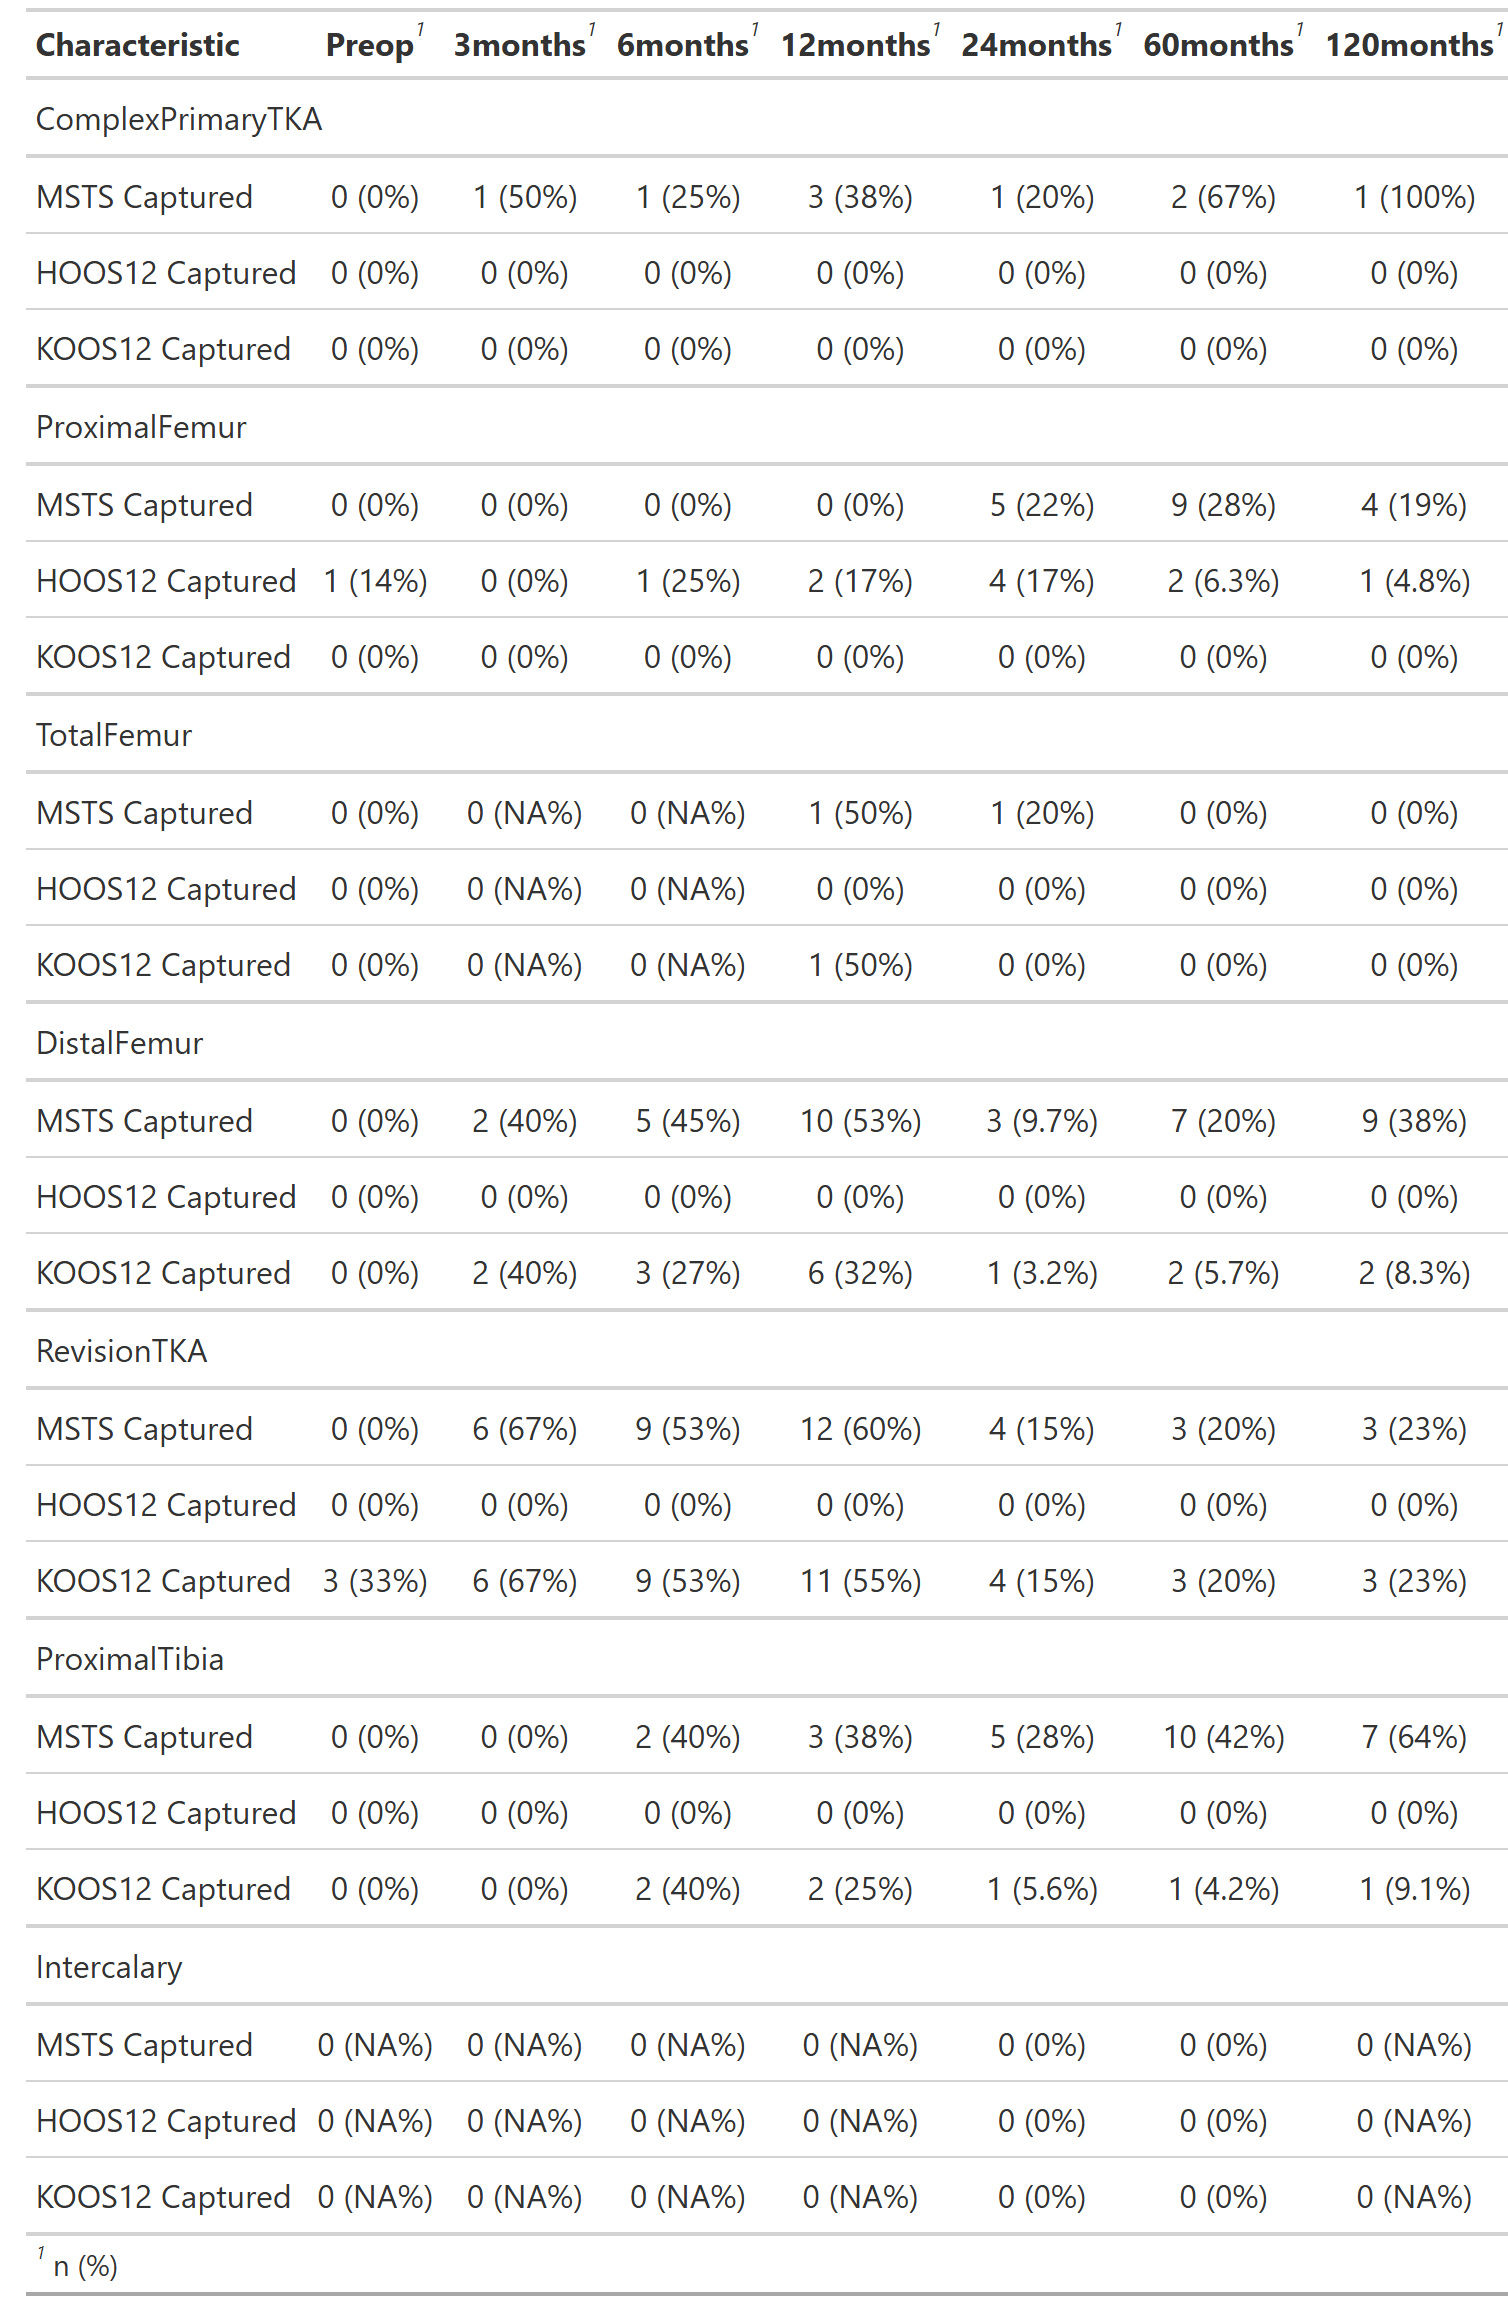 Characteristic Preop1 3months1 6months1 12months1 24months1 60months1 120months1
ComplexPrimaryTKA
MSTS Captured 0 (0%) 1 (50%) 1 (25%) 3 (38%) 1 (20%) 2 (67%) 1 (100%)
HOOS12 Captured 0 (0%) 0 (0%) 0 (0%) 0 (0%) 0 (0%) 0 (0%) 0 (0%)
KOOS12 Captured 0 (0%) 0 (0%) 0 (0%) 0 (0%) 0 (0%) 0 (0%) 0 (0%)
ProximalFemur
MSTS Captured 0 (0%) 0 (0%) 0 (0%) 0 (0%) 5 (22%) 9 (28%) 4 (19%)
HOOS12 Captured 1 (14%) 0 (0%) 1 (25%) 2 (17%) 4 (17%) 2 (6.3%) 1 (4.8%)
KOOS12 Captured 0 (0%) 0 (0%) 0 (0%) 0 (0%) 0 (0%) 0 (0%) 0 (0%)
TotalFemur
MSTS Captured 0 (0%) 0 (NA%) 0 (NA%) 1 (50%) 1 (20%) 0 (0%) 0 (0%)
HOOS12 Captured 0 (0%) 0 (NA%) 0 (NA%) 0 (0%) 0 (0%) 0 (0%) 0 (0%)
KOOS12 Captured 0 (0%) 0 (NA%) 0 (NA%) 1 (50%) 0 (0%) 0 (0%) 0 (0%)
DistalFemur
MSTS Captured 0 (0%) 2 (40%) 5 (45%) 10 (53%) 3 (9.7%) 7 (20%) 9 (38%)
HOOS12 Captured 0 (0%) 0 (0%) 0 (0%) 0 (0%) 0 (0%) 0 (0%) 0 (0%)
KOOS12 Captured 0 (0%) 2 (40%) 3 (27%) 6 (32%) 1 (3.2%) 2 (5.7%) 2 (8.3%)
RevisionTKA
MSTS Captured 0 (0%) 6 (67%) 9 (53%) 12 (60%) 4 (15%) 3 (20%) 3 (23%)
HOOS12 Captured 0 (0%) 0 (0%) 0 (0%) 0 (0%) 0 (0%) 0 (0%) 0 (0%)
KOOS12 Captured 3 (33%) 6 (67%) 9 (53%) 11 (55%) 4 (15%) 3 (20%) 3 (23%)
ProximalTibia
MSTS Captured 0 (0%) 0 (0%) 2 (40%) 3 (38%) 5 (28%) 10 (42%) 7 (64%)
HOOS12 Captured 0 (0%) 0 (0%) 0 (0%) 0 (0%) 0 (0%) 0 (0%) 0 (0%)
KOOS12 Captured 0 (0%) 0 (0%) 2 (40%) 2 (25%) 1 (5.6%) 1 (4.2%) 1 (9.1%)
Intercalary
MSTS Captured 0 (NA%) 0 (NA%) 0 (NA%) 0 (NA%) 0 (0%) 0 (0%) 0 (NA%)
HOOS12 Captured 0 (NA%) 0 (NA%) 0 (NA%) 0 (NA%) 0 (0%) 0 (0%) 0 (NA%)
KOOS12 Captured 0 (NA%) 0 (NA%) 0 (NA%) 0 (NA%) 0 (0%) 0 (0%) 0 (NA%)
1 n (%)